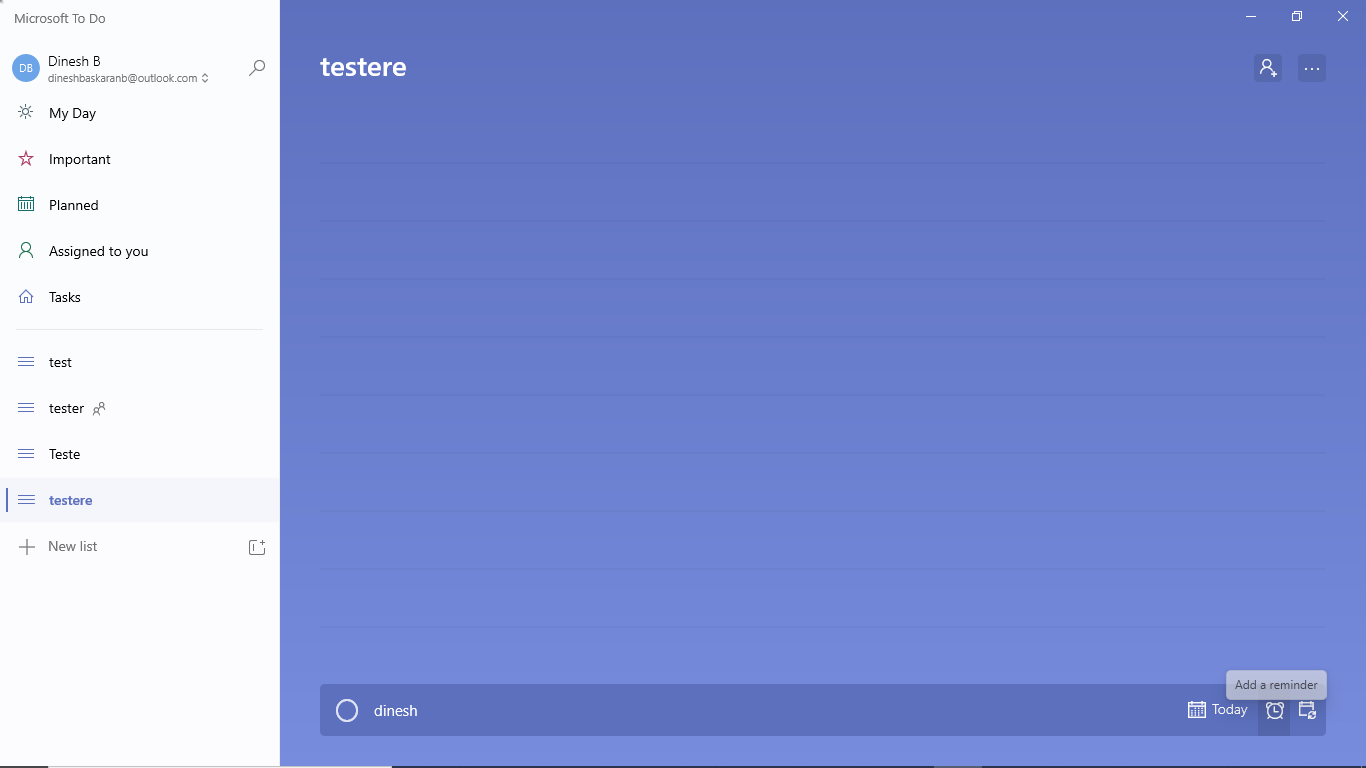 Microsoft To Do
DB
Dinesh B
dineshbaskaranb@outlook.com
My Day
Important
Planned
Assigned to you
Tasks
test
tester
Teste
testere
New list
testere
Add a reminder
dinesh
Today